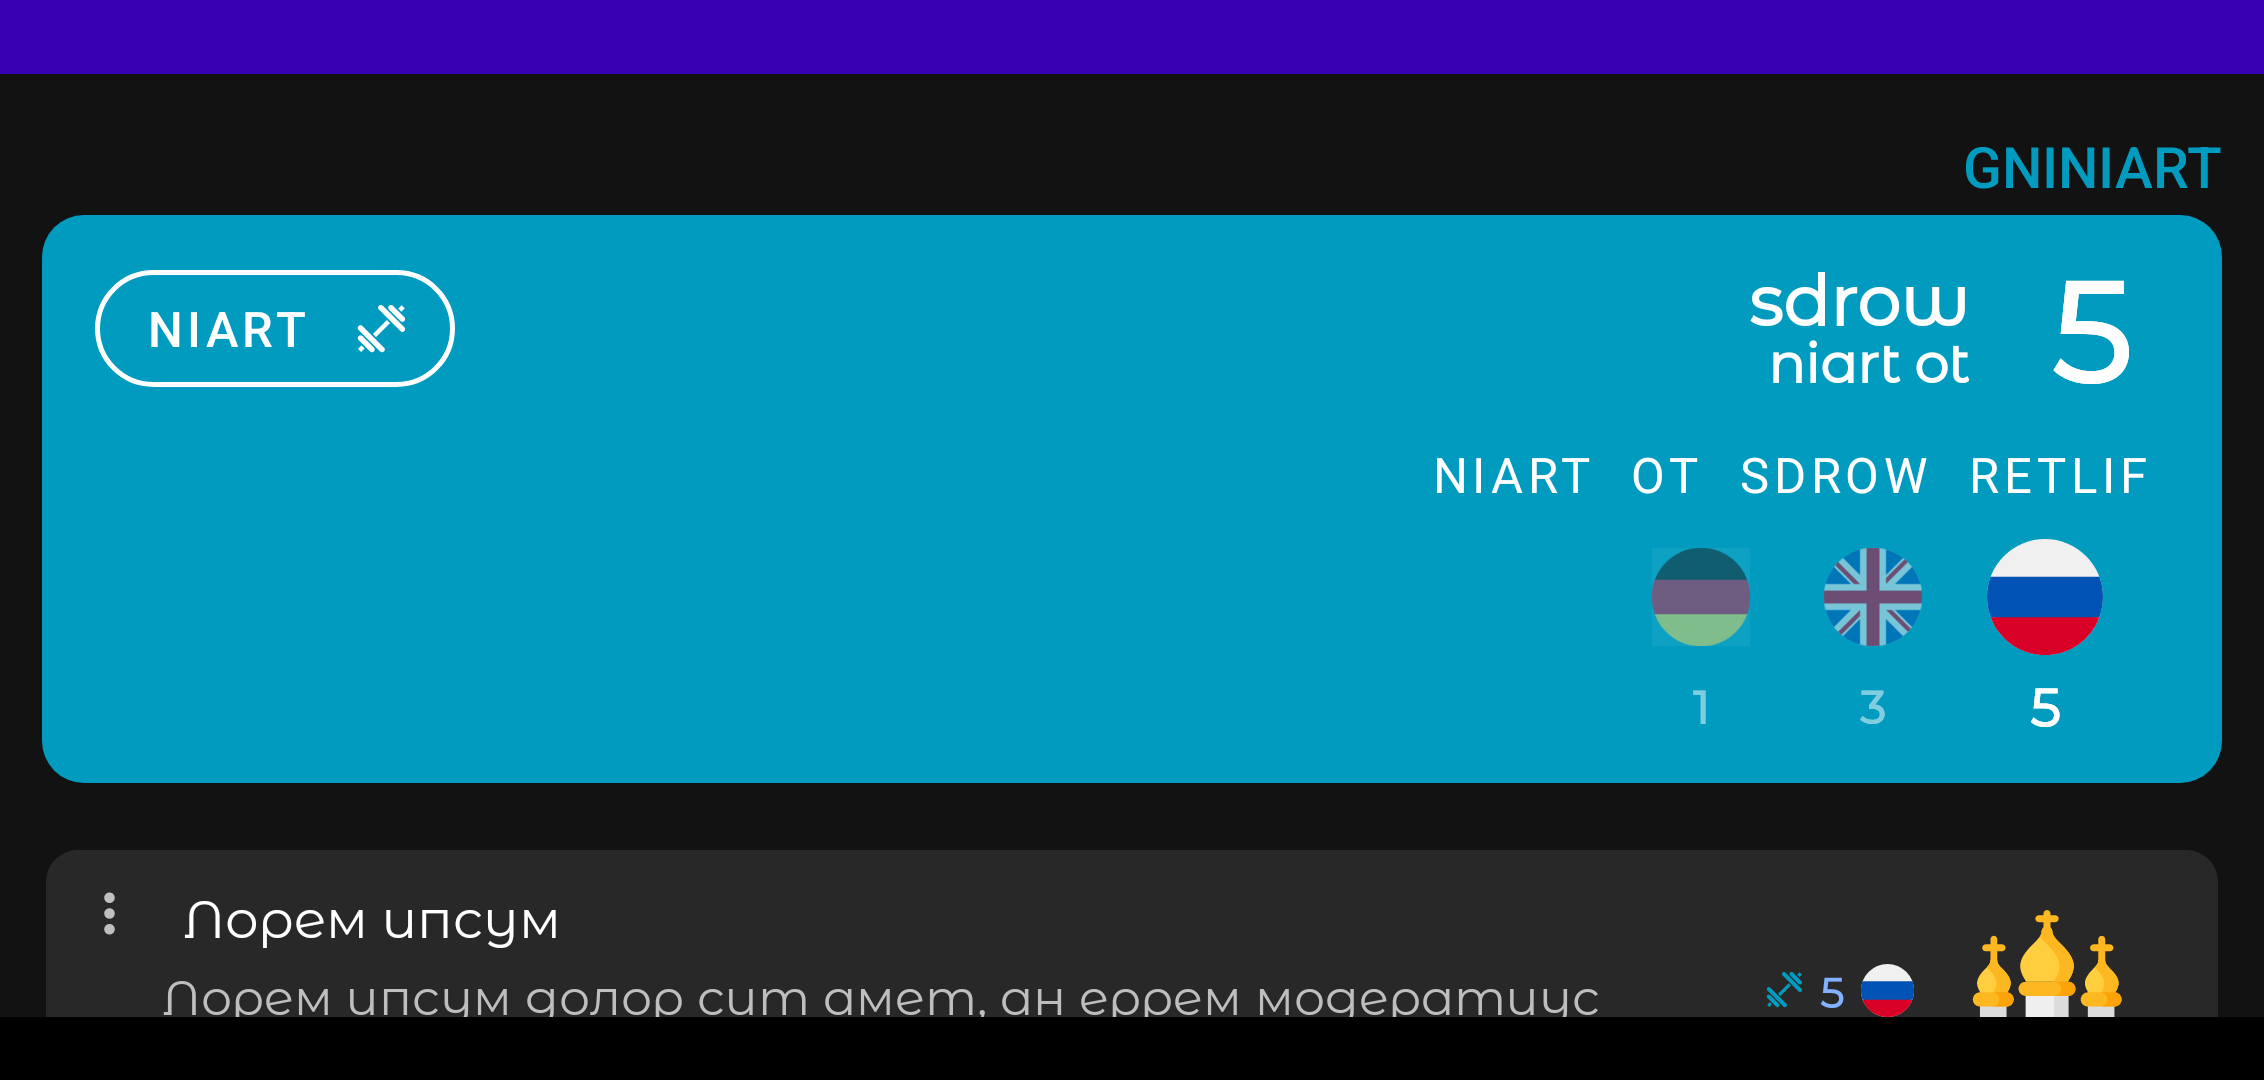 GNINIART
NIART
sdrow 5
niart ot
NIART OT SDROW RETLIF
1 3 5
Лорем ипсум
Лорем ипсум долор сит амет, ан еррем модератиус
5